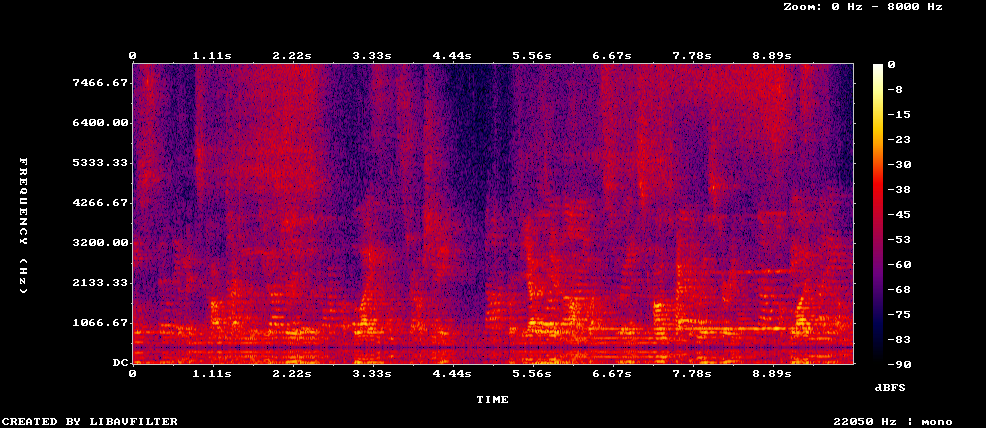 Zoom: 0 Hz - 8000 Hz
0 1.11s 2.22s 3.33s 4.44s 5.56s 6.67s 7.78s 8.89s
0
7466.67
-8
-15
6400.00
-23
5333.33
-30
-38
4266.67
-45
3200.00
-53
-60
2133.33
-68
1066.67
-75
-83
DC
-90
0 1.11s 2.22s 3.33s 4.44s 5.56s 6.67s 7.78s 8.89s
FREQUENCY (Hz)
dBFS
TIME
CREATED BY LIBAVFILTER
22050 Hz | mono